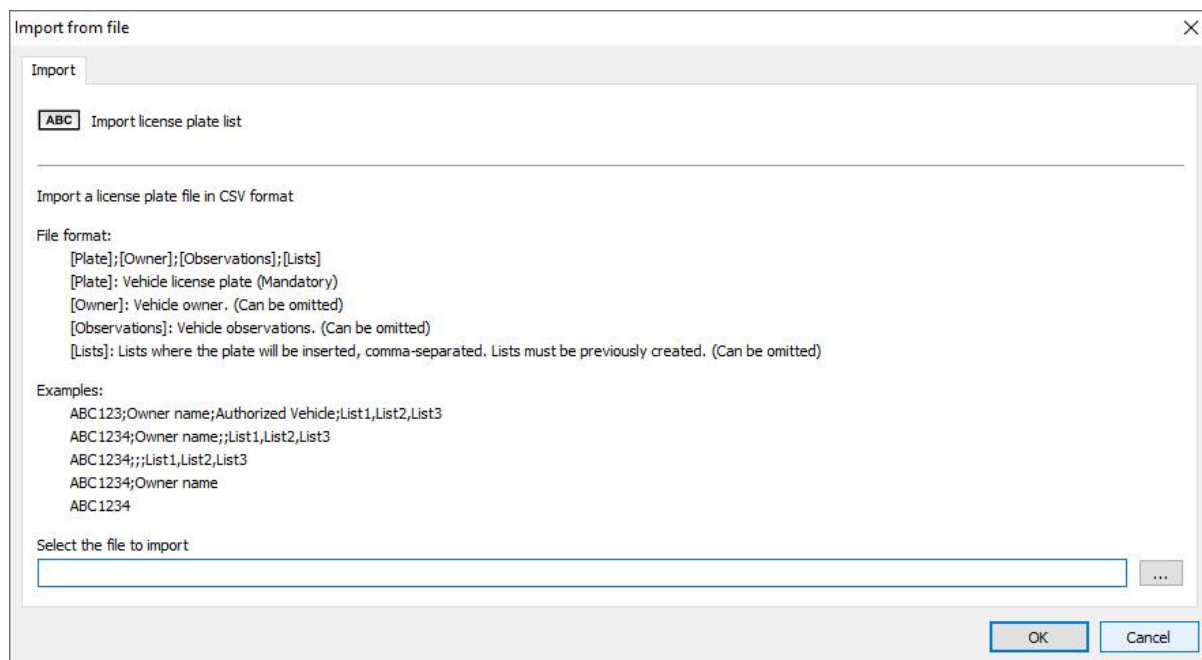 Import from file
Import
ABC Import license plate list
Import a license plate file in CSV format
File format:
[Plate];[Owner];[Observations];[Lists]
[Plate]: Vehicle license plate (Mandatory)
[Owner]: Vehicle owner. (Can be omitted)
[Observations]: Vehicle observations. (Can be omitted)
[Lists]: Lists where the plate will be inserted, comma-separated. Lists must be previously created. (Can be omitted)
Examples:
ABC123;Owner name;Authorized Vehicle;List1,List2,List3
ABC1234;Owner name;;List1,List2,List3
ABC1234;;;List1,List2,List3
ABC1234;Owner name
ABC1234
Select the file to import
...
OK Cancel